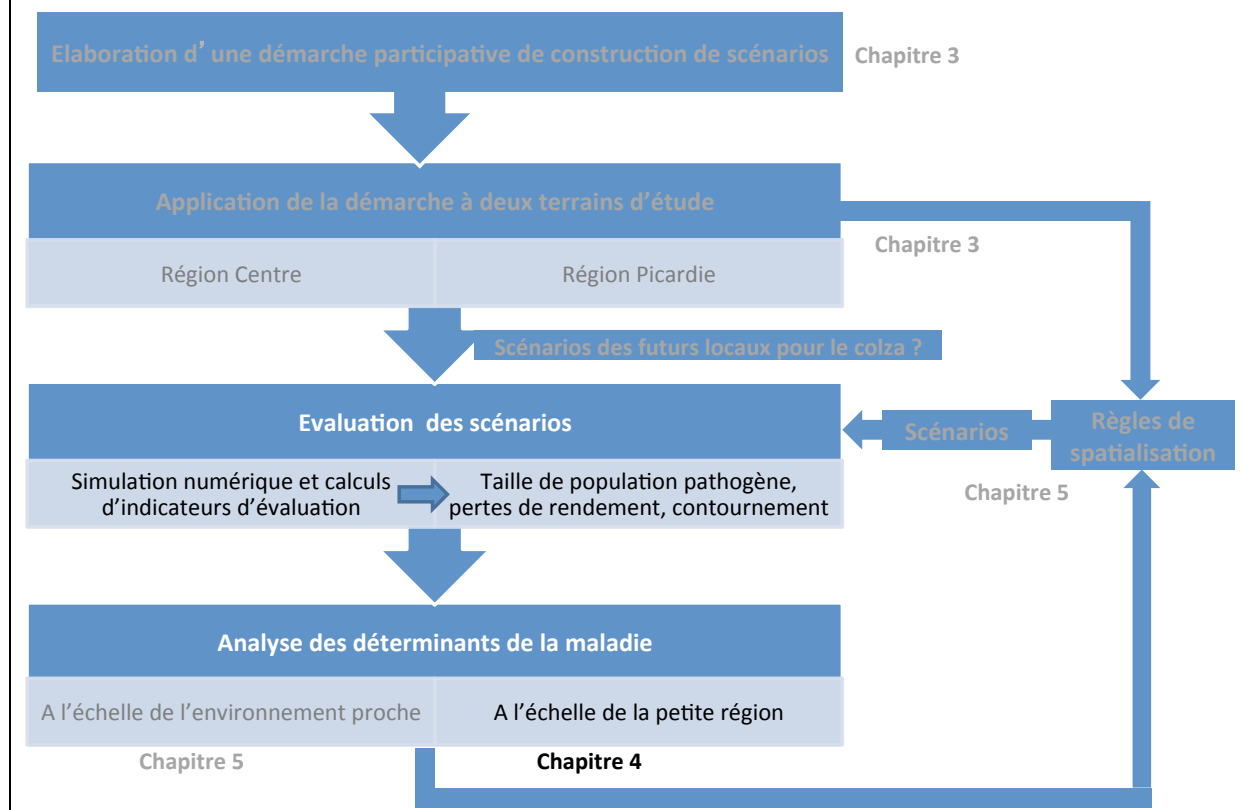 Elaboration d' une démarche participative de construction de scénarios
Chapitre 3
Application de la démarche à deux terrains d'étude
Chapitre 3
Région Centre
Région Picardie
Scénarios des futurs locaux pour le colza ?
Evaluation des scénarios
Scénarios
Règles de
spatialisation
Simulation numérique et calculs
d'indicateurs d'évaluation
Taille de population pathogène,
pertes de rendement, contournement
Chapitre 5
Analyse des déterminants de la maladie
A l'échelle de l'environnement proche
A l'échelle de la petite région
Chapitre 5
Chapitre 4